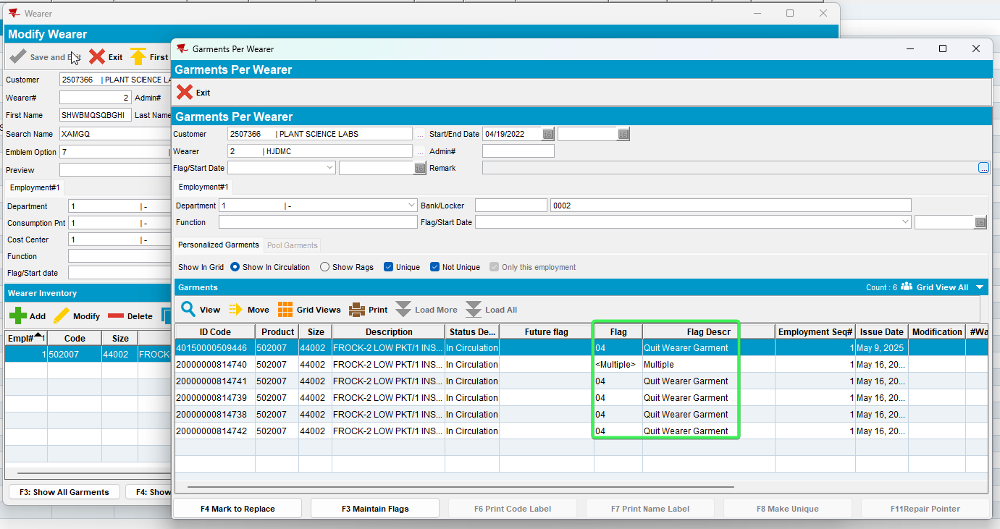 Wearer
Modify Wearer
Save and Exit Exit First
Customer 2507366 | PLANT SCIENCE LA
Wearer# 2 Admin#
First Name SHWBMQSQBGHI Last Name
Search Name XAMGQ
Emblem Option 7
Preview
Employment#1
Department 1 | -
Consumption Pnt 1 | -
Cost Center 1 | -
Function
Flag/Start date
Wearer Inventory
Add Modify Delete
Empl# 1 Code Size
1 502007 44002 FROCK-
F3: Show All Garments F4: Show
Garments Per Wearer
Garments Per Wearer
Exit
Garments Per Wearer
Customer 2507366 | PLANT SCIENCE LABS ... Start/End Date 04/19/2022 16 16
Wearer 2 | HJDMC ... Admin#
Flag/Start Date 16 Remark ...
Employment#1
Department 1 | - Bank/Locker 0002
Function Flag/Start Date 16
Personalized Garments Pool Garments
Show In Grid Show In Circulation Show Rags Unique Not Unique Only this employment
Garments Count : 6 Grid View All
View Move Grid Views Print Load More Load All
ID Code Product Size Description Status De... Future flag Flag Flag Descr Employment Seq# Issue Date Modification #Wa
40150000509446 502007 44002 FROCK-2 LOW PKT/1 INS... In Circulation 04 Quit Wearer Garment 1 May 9, 2025
20000000814740 502007 44002 FROCK-2 LOW PKT/1 INS... In Circulation <Multiple> Multiple 1 May 16, 20...
20000000814741 502007 44002 FROCK-2 LOW PKT/1 INS... In Circulation 04 Quit Wearer Garment 1 May 16, 20...
20000000814739 502007 44002 FROCK-2 LOW PKT/1 INS... In Circulation 04 Quit Wearer Garment 1 May 16, 20...
20000000814738 502007 44002 FROCK-2 LOW PKT/1 INS... In Circulation 04 Quit Wearer Garment 1 May 16, 20...
20000000814742 502007 44002 FROCK-2 LOW PKT/1 INS... In Circulation 04 Quit Wearer Garment 1 May 16, 20...
F4 Mark to Replace F3 Maintain Flags F6 Print Code Label F7 Print Name Label F8 Make Unique F11Repair Pointer